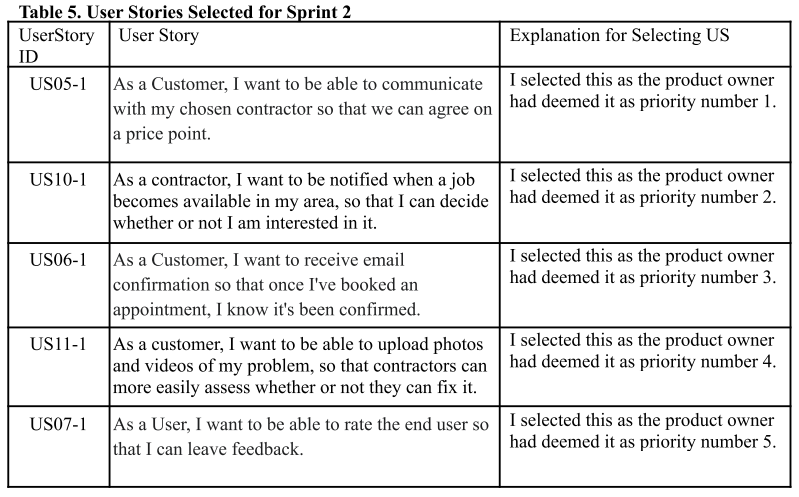 Table 5. User Stories Selected for Sprint 2
UserStory
ID
User Story
Explanation for Selecting US
US05-1
As a Customer, I want to be able to communicate
with my chosen contractor so that we can agree on
a price point.
I selected this as the product owner
had deemed it as priority number 1.
US10-1
As a contractor, I want to be notified when a job
becomes available in my area, so that I can decide
whether or not I am interested in it.
I selected this as the product owner
had deemed it as priority number 2.
US06-1
As a Customer, I want to receive email
confirmation so that once I've booked an
appointment, I know it's been confirmed.
I selected this as the product owner
had deemed it as priority number 3.
US11-1
As a customer, I want to be able to upload photos
and videos of my problem, so that contractors can
more easily assess whether or not they can fix it.
I selected this as the product owner
had deemed it as priority number 4.
US07-1
As a User, I want to be able to rate the end user so
that I can leave feedback.
I selected this as the product owner
had deemed it as priority number 5.